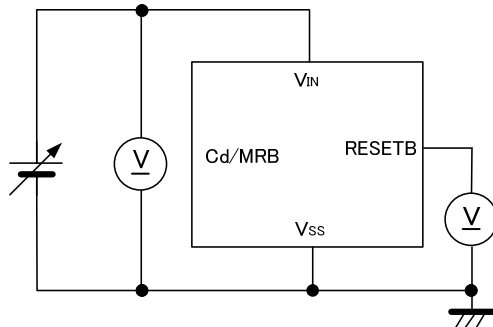 VIN
V
Cd/MRB
RESETB
V
VSS